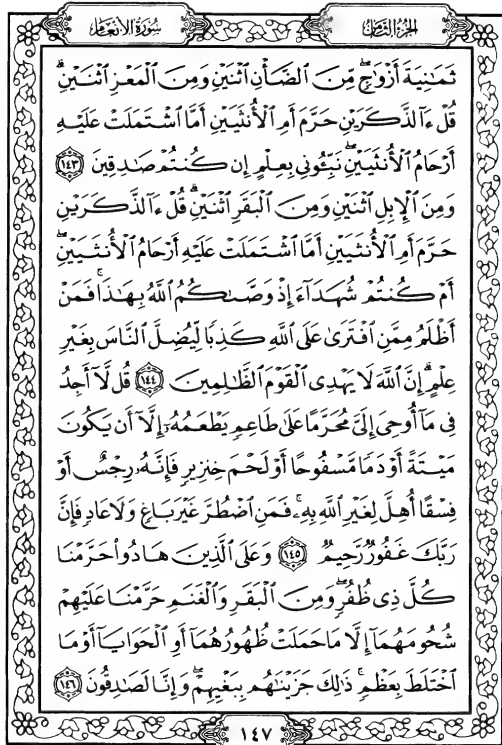 الجزء الثامن
سورة الأنعام
ثَمَٰنِيَةَ أَزْوَٰجٖۖ مِّنَ ٱلضَّأْنِ ٱثْنَيْنِ وَمِنَ ٱلْمَعْزِ ٱثْنَيْنِۗ
قُلْ ءَآلذَّكَرَيْنِ حَرَّمَ أَمِ ٱلْأُنثَيَيْنِ أَمَّا ٱشْتَمَلَتْ عَلَيْهِ
أَرْحَامُ ٱلْأُنثَيَيْنِۖ نَبِّـُٔونِى بِعِلْمٍ إِن كُنتُمْ صَٰدِقِينَ ١٤٣
وَمِنَ ٱلْإِبِلِ ٱثْنَيْنِ وَمِنَ ٱلْبَقَرِ ٱثْنَيْنِۗ قُلْ ءَآلذَّكَرَيْنِ
حَرَّمَ أَمِ ٱلْأُنثَيَيْنِ أَمَّا ٱشْتَمَلَتْ عَلَيْهِ أَرْحَامُ ٱلْأُنثَيَيْنِۖ
أَمْ كُنتُمْ شُهَدَآءَ إِذْ وَصَّىٰكُمُ ٱللَّهُ بِهَٰذَاۚ فَمَنْ
أَظْلَمُ مِمَّنِ ٱفْتَرَىٰ عَلَى ٱللَّهِ كَذِبًا لِّيُضِلَّ ٱلنَّاسَ بِغَيْرِ
عِلْمٍۗ إِنَّ ٱللَّهَ لَا يَهْدِى ٱلْقَوْمَ ٱلظَّٰلِمِينَ ١٤٤ قُل لَّآ أَجِدُ
فِى مَآ أُوحِىَ إِلَىَّ مُحَرَّمًا عَلَىٰ طَاعِمٍ يَطْعَمُهُۥٓ إِلَّآ أَن يَكُونَ
مَيْتَةً أَوْ دَمًا مَّسْفُوحًا أَوْ لَحْمَ خِنزِيرٍ فَإِنَّهُۥ رِجْسٌ أَوْ
فِسْقًا أُهِلَّ لِغَيْرِ ٱللَّهِ بِهِۦۚ فَمَنِ ٱضْطُرَّ غَيْرَ بَاغٍ وَلَا عَادٍ فَإِنَّ
رَبَّكَ غَفُورٌ رَّحِيمٌ ١٤٥ وَعَلَى ٱلَّذِينَ هَادُوا۟ حَرَّمْنَا
كُلَّ ذِى ظُفُرٍۖ وَمِنَ ٱلْبَقَرِ وَٱلْغَنَمِ حَرَّمْنَا عَلَيْهِمْ
شُحُومَهُمَآ إِلَّا مَا حَمَلَتْ ظُهُورُهُمَآ أَوِ ٱلْحَوَايَآ أَوْ مَا
ٱخْتَلَطَ بِعَظْمٍۚ ذَٰلِكَ جَزَيْنَٰهُم بِبَغْيِهِمْۖ وَإِنَّا لَصَٰدِقُونَ ١٤٦
١٤٧